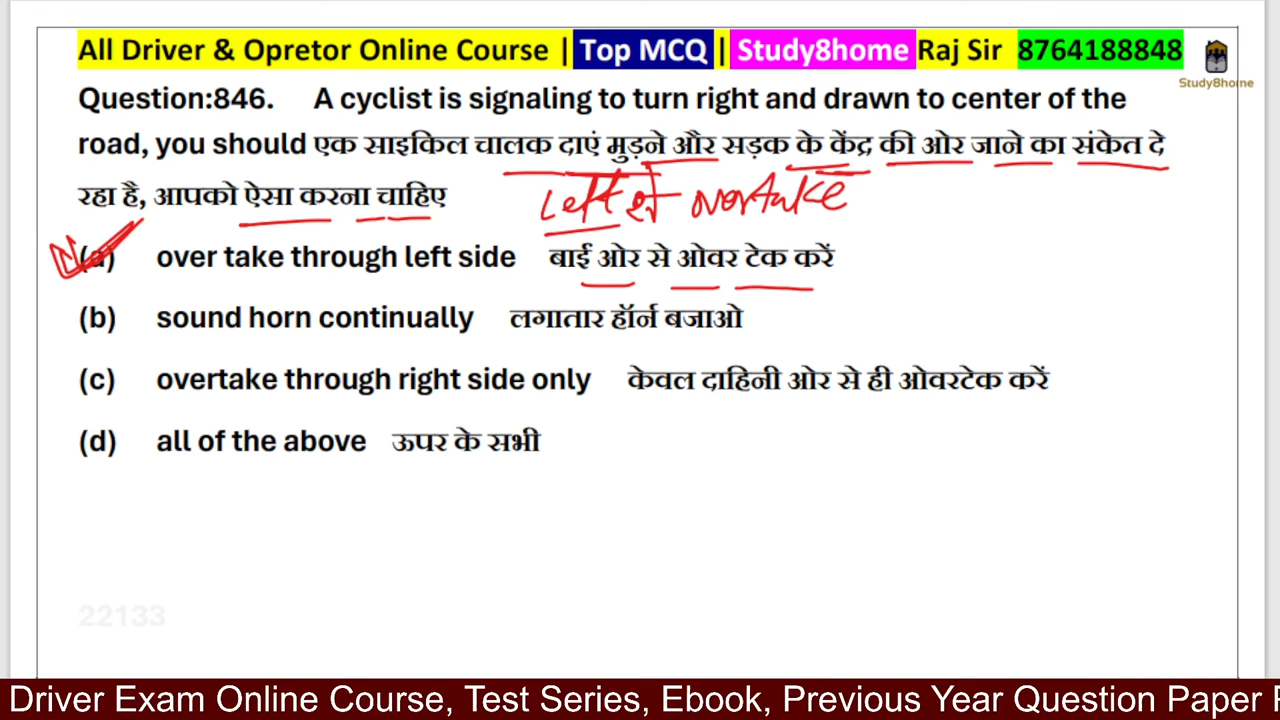 All Driver & Opretor Online Course | Top MCQ | Study8home Raj Sir 8764188848
Study8home
Question:846. A cyclist is signaling to turn right and drawn to center of the
road, you should एक साइकिल चालक दाएं मुड़ने और सड़क के केंद्र की ओर जाने का संकेत दे
रहा है, आपको ऐसा करना चाहिए
Left से overtake
(a) over take through left side बाईं ओर से ओवर टेक करें
(b) sound horn continually लगातार हॉर्न बजाओ
(c) overtake through right side only केवल दाहिनी ओर से ही ओवरटेक करें
(d) all of the above ऊपर के सभी
22133
Driver Exam Online Course, Test Series, Ebook, Previous Year Question Paper